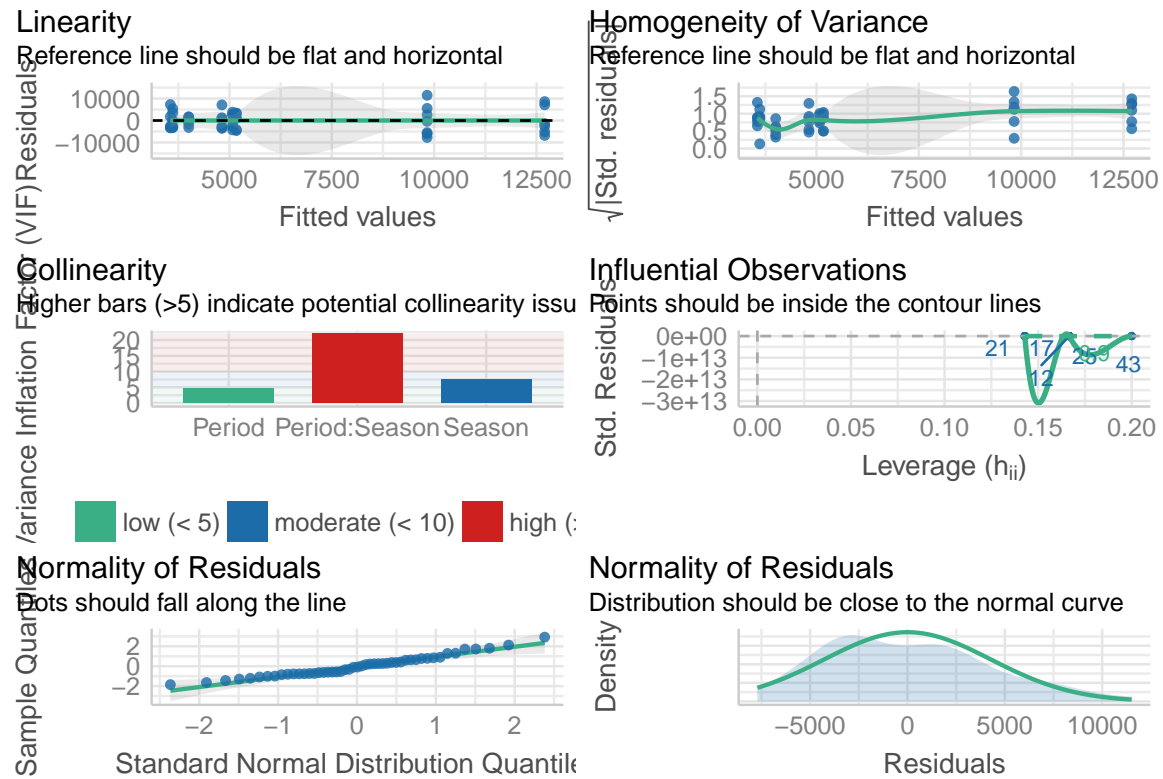 Linearity
Reference line should be flat and horizontal
Residuals
10000
0
−10000
5000 7500 10000 12500
Fitted values
Homogeneity of Variance
Reference line should be flat and horizontal
√|Std. residuals|
1.5
1.0
0.5
0.0
5000 7500 10000 12500
Fitted values
Collinearity
Higher bars (>5) indicate potential collinearity issu
Variance Inflation Factor (VIF)
20
15
10
5
0
Period Period:Season Season
low (< 5) moderate (< 10) high (
Influential Observations
Points should be inside the contour lines
Std. Residuals
0e+00
−1e+13
−2e+13
−3e+13
21 17 12 43
0.00 0.05 0.10 0.15 0.20
Leverage (hii)
Normality of Residuals
Dots should fall along the line
Sample Quantiles
2
0
−2
−2 −1 0 1 2
Standard Normal Distribution Quantile
Normality of Residuals
Distribution should be close to the normal curve
Density
−5000 0 5000 10000
Residuals